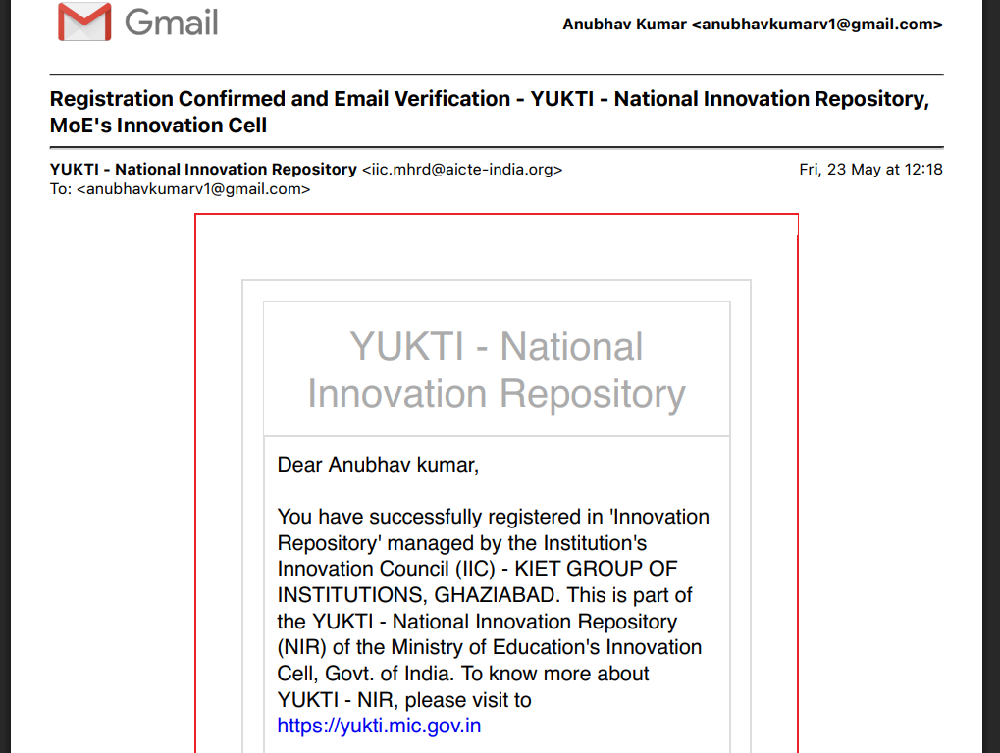 Gmail
Anubhav Kumar <anubhavkumarv1@gmail.com>
Registration Confirmed and Email Verification - YUKTI - National Innovation Repository,
MoE's Innovation Cell
YUKTI - National Innovation Repository <iic.mhrd@aicte-india.org>
Fri, 23 May at 12:18
To: <anubhavkumarv1@gmail.com>
YUKTI - National
Innovation Repository
Dear Anubhav kumar,
You have successfully registered in 'Innovation
Repository' managed by the Institution's
Innovation Council (IIC) - KIET GROUP OF
INSTITUTIONS, GHAZIABAD. This is part of
the YUKTI - National Innovation Repository
(NIR) of the Ministry of Education's Innovation
Cell, Govt. of India. To know more about
YUKTI - NIR, please visit to
https://yukti.mic.gov.in